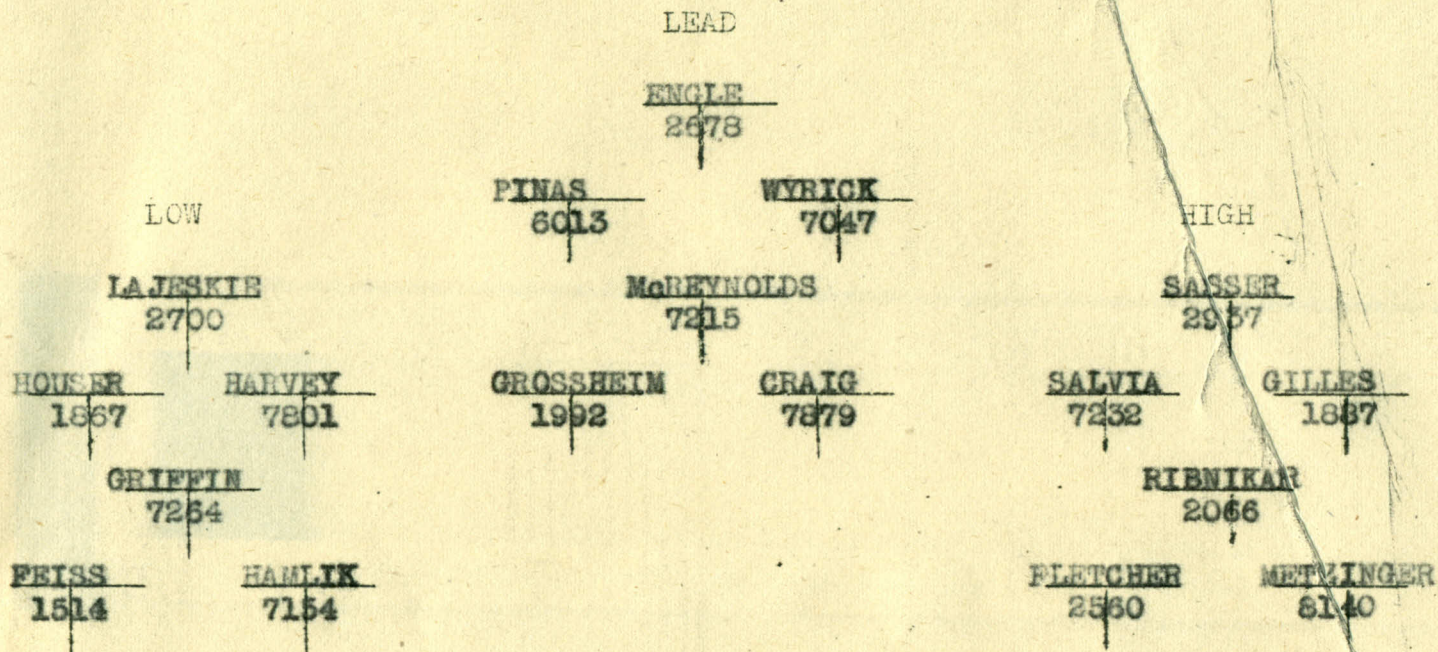 LEAD
ENGLE
2678
PINAS WYRICK
6013 7047
LOW HIGH
LAJESKIE McREYNOLDS SASSER
2700 7215 2937
HOUSER HARVEY GROSSHEIM CRAIG SALVIA GILLES
1867 7801 1992 7879 7232 1887
GRIFFIN RIBNIKAR
7264 2066
FEISS HAMLIK FLETCHER METZINGER
1514 7154 2560 8140